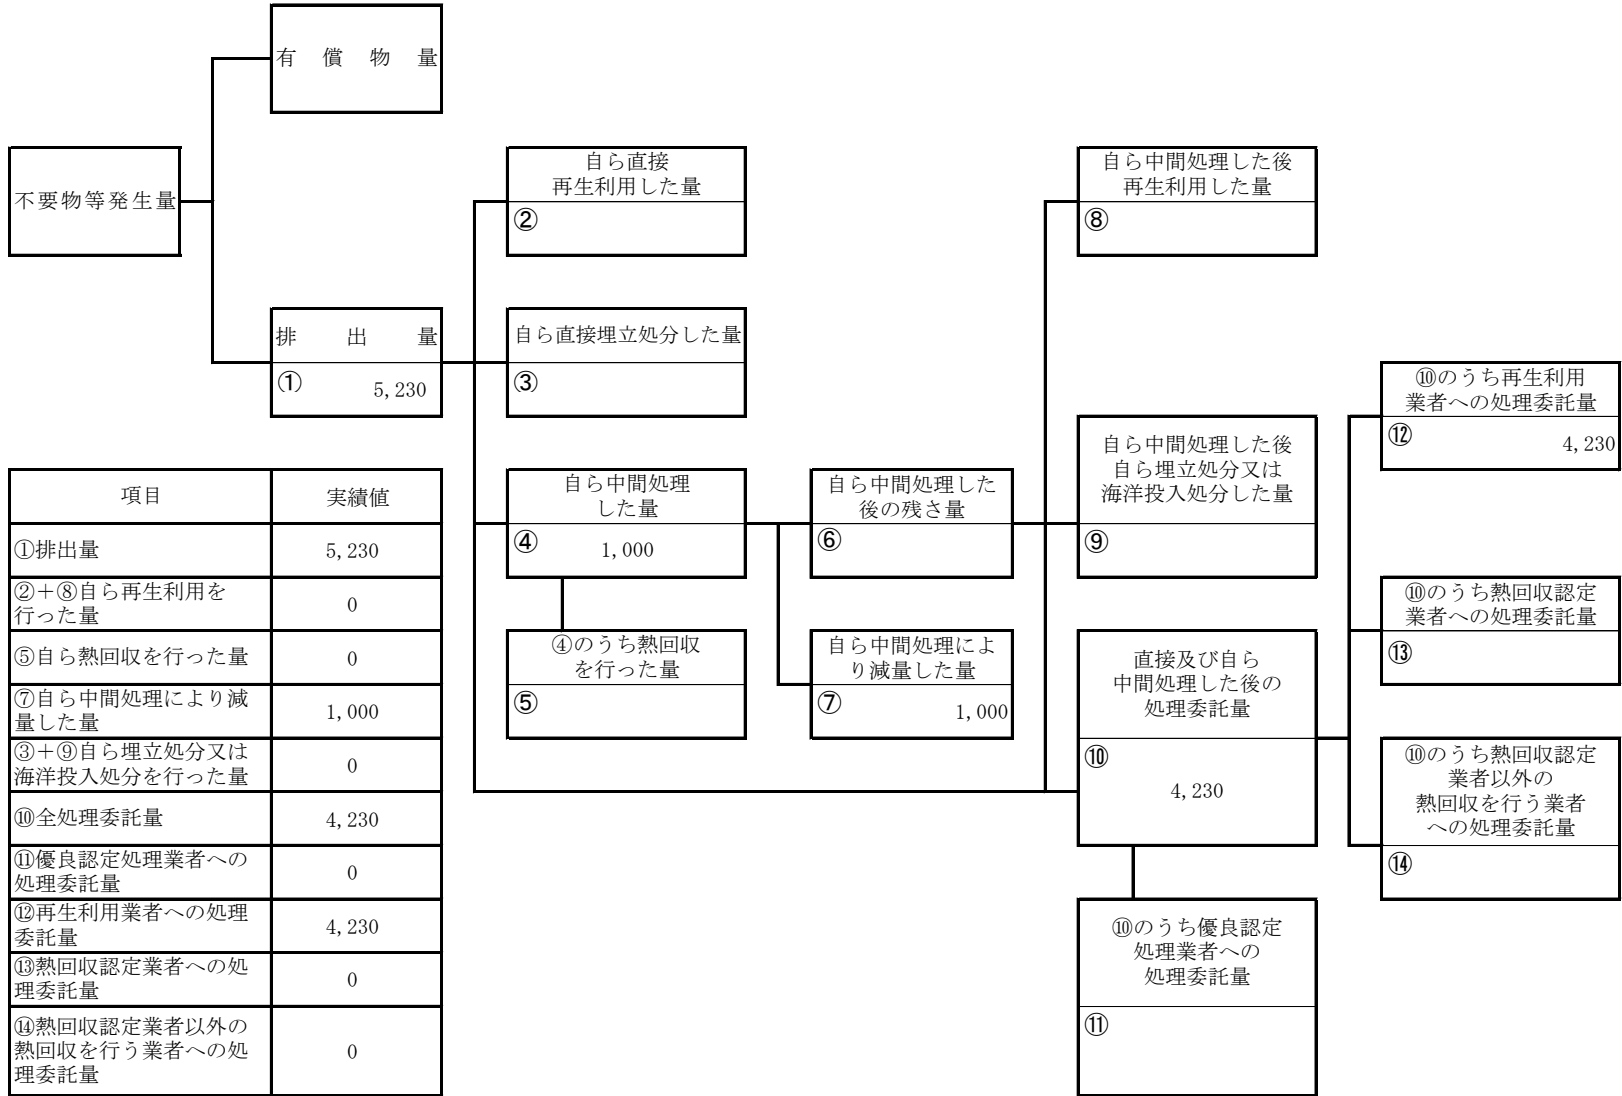 有償物量
不要物等発生量
排出量
① 5,230
自ら直接
再生利用した量
②
自ら直接埋立処分した量
③
自ら中間処理
した量
④ 1,000
④のうち熱回収
を行った量
⑤
自ら中間処理した
後の残さ量
⑥
自ら中間処理によ
り減量した量
⑦ 1,000
自ら中間処理した後
再生利用した量
⑧
自ら中間処理した後
自ら埋立処分又は
海洋投入処分した量
⑨
直接及び自ら
中間処理した後の
処理委託量
⑩
4,230
⑩のうち優良認定
処理業者への
処理委託量
⑪
⑩のうち再生利用
業者への処理委託量
⑫ 4,230
⑩のうち熱回収認定
業者への処理委託量
⑬
⑩のうち熱回収認定
業者以外の
熱回収を行う業者
への処理委託量
⑭
項目 実績値
①排出量 5,230
②+⑧自ら再生利用を
行った量 0
⑤自ら熱回収を行った量 0
⑦自ら中間処理により減
量した量 1,000
③+⑨自ら埋立処分又は
海洋投入処分を行った量 0
⑩全処理委託量 4,230
⑪優良認定処理業者への
処理委託量 0
⑫再生利用業者への処理
委託量 4,230
⑬熱回収認定業者への処
理委託量 0
⑭熱回収認定業者以外の
熱回収を行う業者への処
理委託量 0